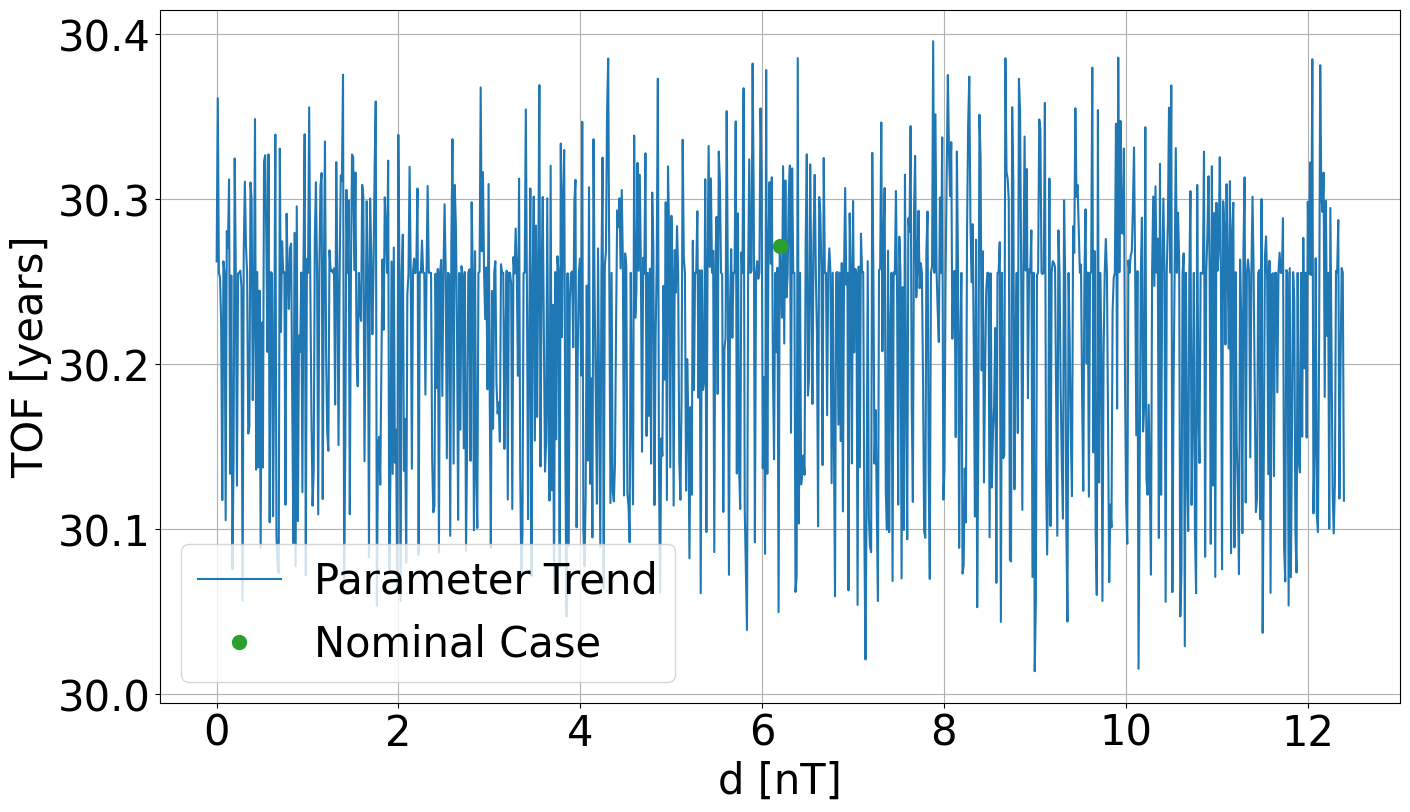 30.4
30.3
30.2
30.1
30.0
TOF [years]
Parameter Trend
Nominal Case
0 2 4 6 8 10 12
d [nT]